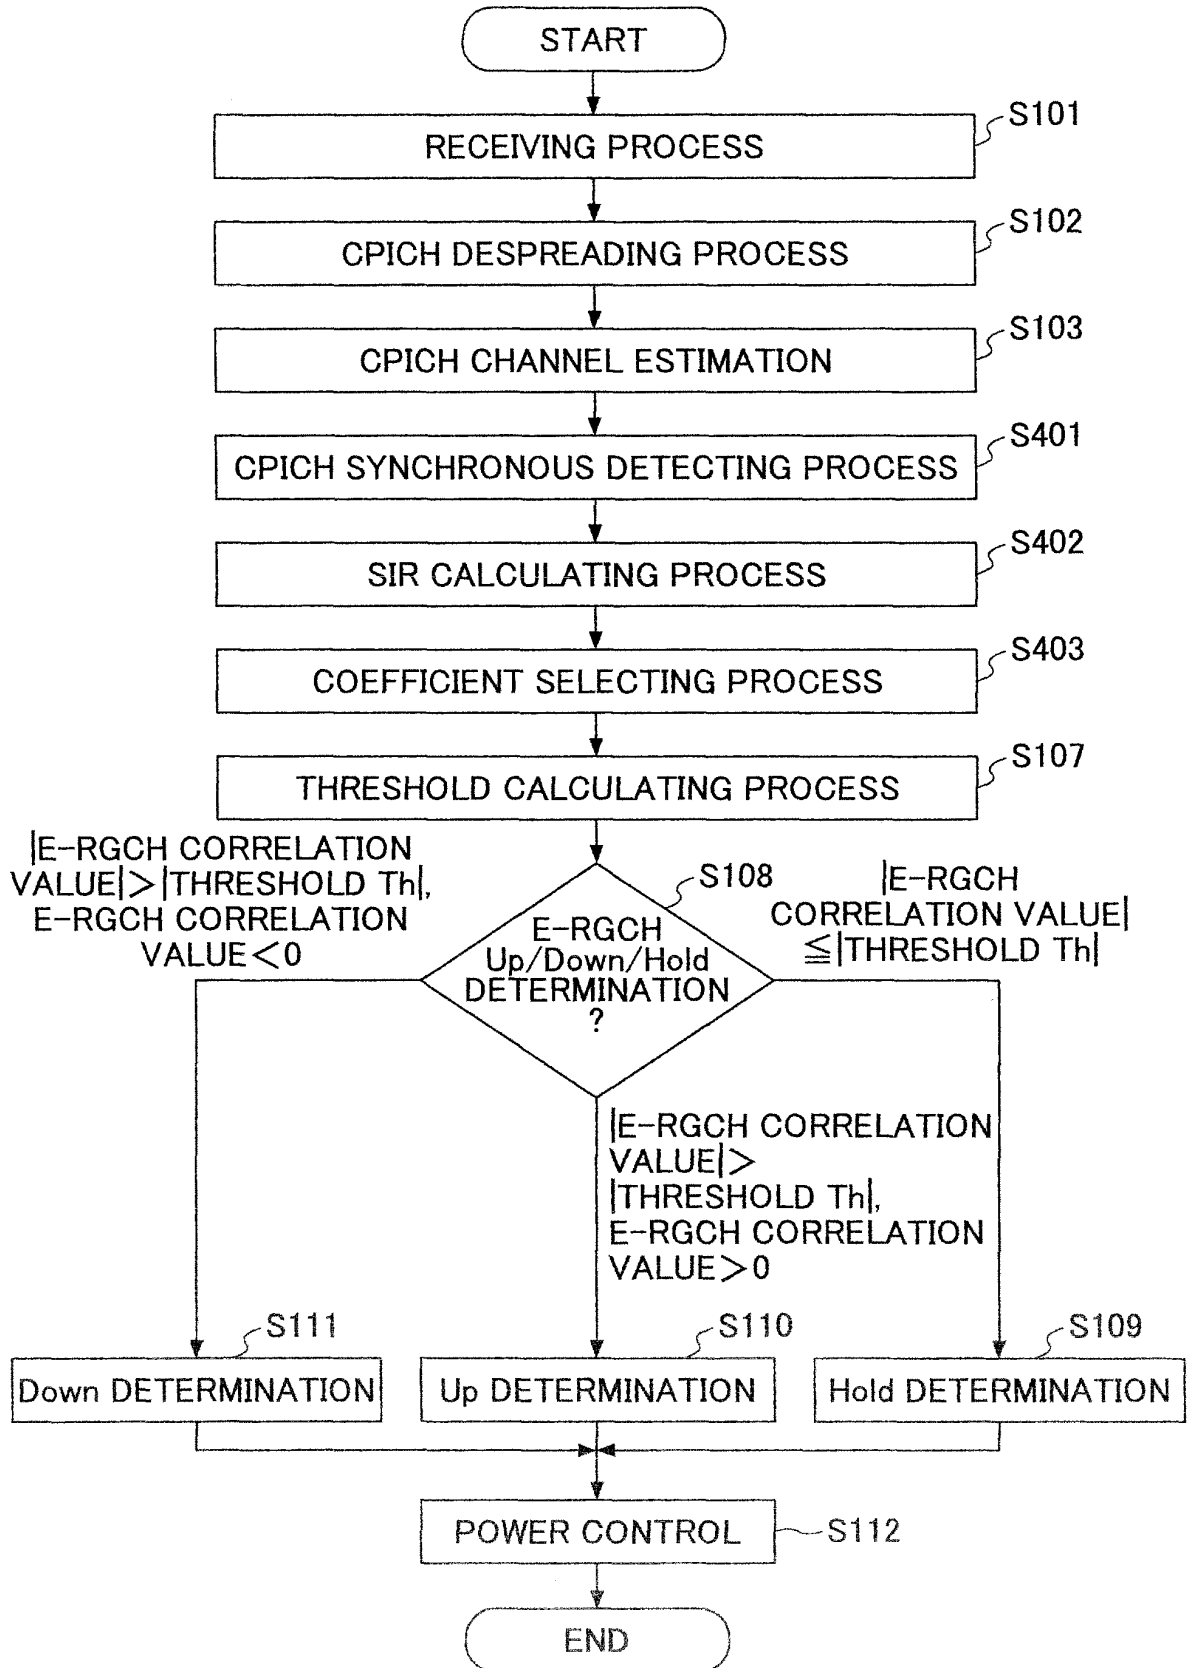 START
RECEIVING PROCESS
S101
CPICH DESPREADING PROCESS
S102
CPICH CHANNEL ESTIMATION
S103
CPICH SYNCHRONOUS DETECTING PROCESS
S401
SIR CALCULATING PROCESS
S402
COEFFICIENT SELECTING PROCESS
S403
THRESHOLD CALCULATING PROCESS
S107
|E-RGCH CORRELATION
VALUE|>|THRESHOLD Th|,
E-RGCH CORRELATION
VALUE<0
S108
E-RGCH
Up/Down/Hold
DETERMINATION
?
|E-RGCH
CORRELATION VALUE|
≦|THRESHOLD Th|
|E-RGCH CORRELATION
VALUE|>
|THRESHOLD Th|,
E-RGCH CORRELATION
VALUE>0
S111
Down DETERMINATION
S110
Up DETERMINATION
S109
Hold DETERMINATION
POWER CONTROL
S112
END